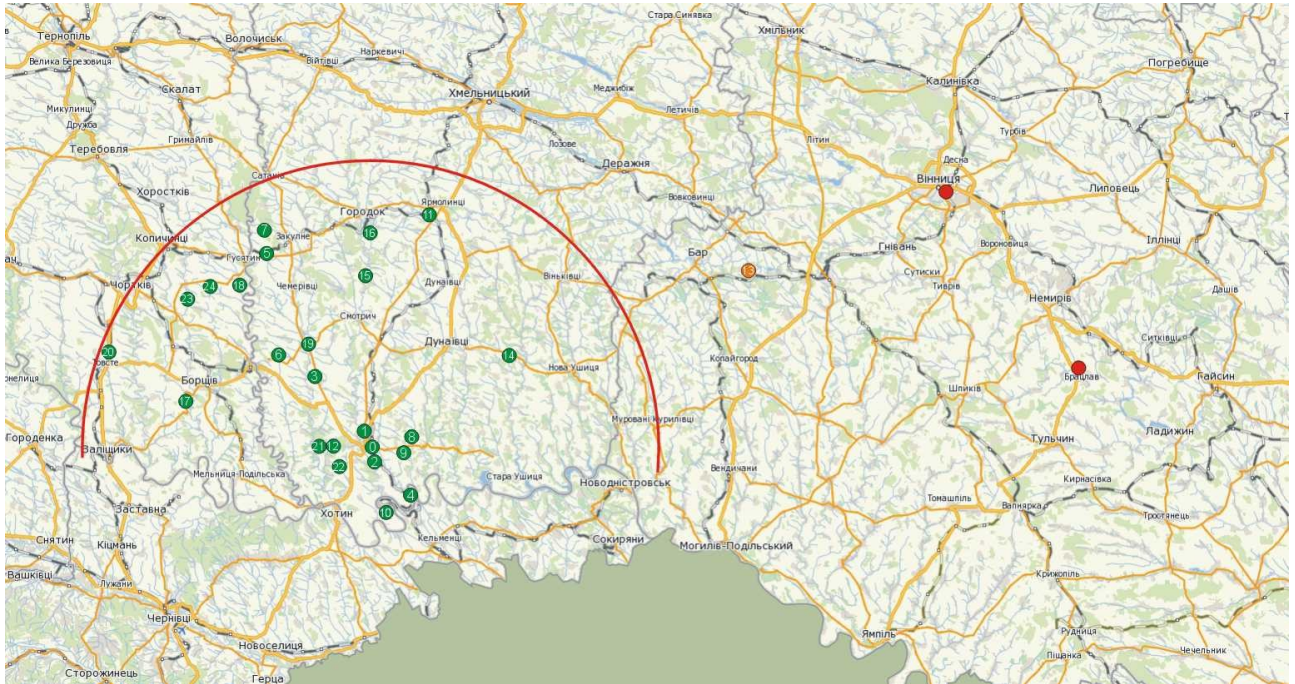 Стара Синявка
Тернопіль
Волочиськ
Хмільник
Наркевичі
Війтівці
Велика Березовиця
Погребище
Скалат
Меджибіж
Калинівка
Хмельницький
Летичів
Микулинці
Дружба
Гримайлів
Турбів
Теребовля
Лозове
Літин
Десна
Деражня
Сатанів
Вінниця
Липовець
Хоростків
Ярмолинці
Вовковинці
Городок
11
7
16
Закупне
Копичинці
Вороновиця
Іллінці
Гнівань
Бар
5
Гусятин
13
Сутиски
15
Віньківці
Чортків
Чемерівці
Дунаївці
Тиврів
Дашів
24
18
23
Немирів
Смотрич
Ситківці
19
Дунаївці
20
6
14
Копайгород
Товсте
Нова Ушиця
3
Брацлав
Гайсин
Борщів
Шпиків
17
Муровані Курилівці
Ладижин
1
8
Городенка
Тульчин
21
12
0
9
Заліщики
2
22
Мельниця-Подільська
Вендичани
Стара Ушиця
Кирнасівка
Новодністровськ
4
Томашпіль
Заставна
10
Вапнярка
Хотин
Тростянець
Снятин
Кельменці
Сокиряни
Кіцмань
Могилів-Подільський
Вашківці
Лужани
Крижопіль
Чернівці
Ямпіль
Рудниця
Новоселиця
Чечельник
Піщанка
Сторожинець
Герца